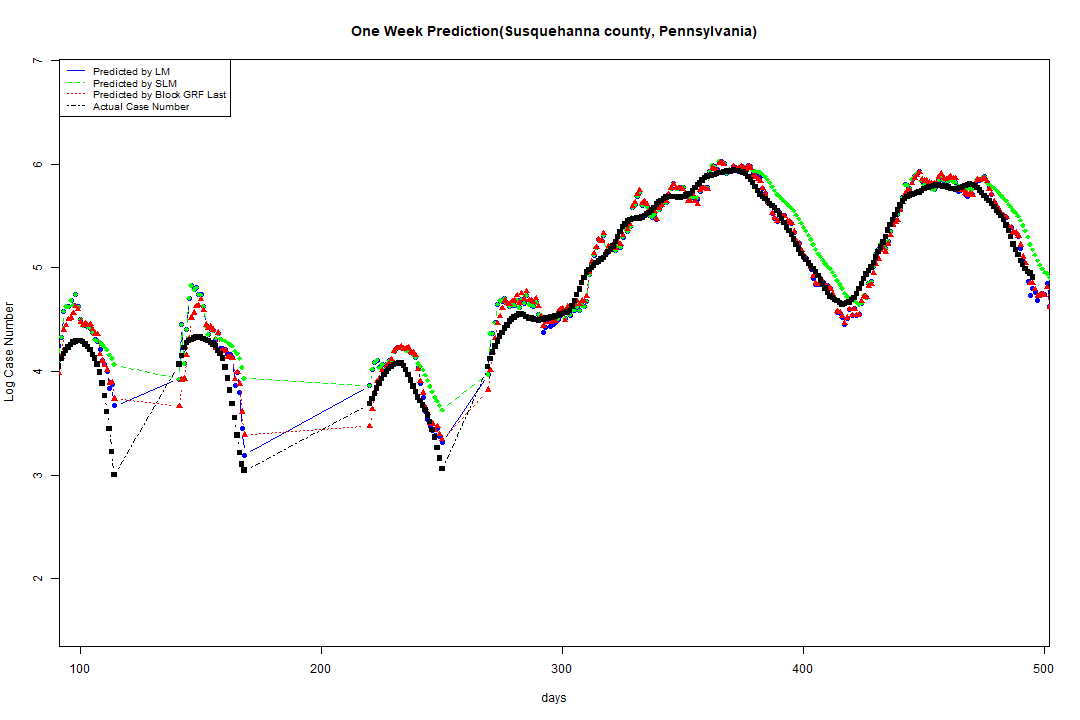 One Week Prediction(Susquehanna county, Pennsylvania)
Predicted by LM
Predicted by SLM
Predicted by Block GRF Last
Actual Case Number
7
6
5
4
3
2
Log Case Number
100 200 300 400 500
days